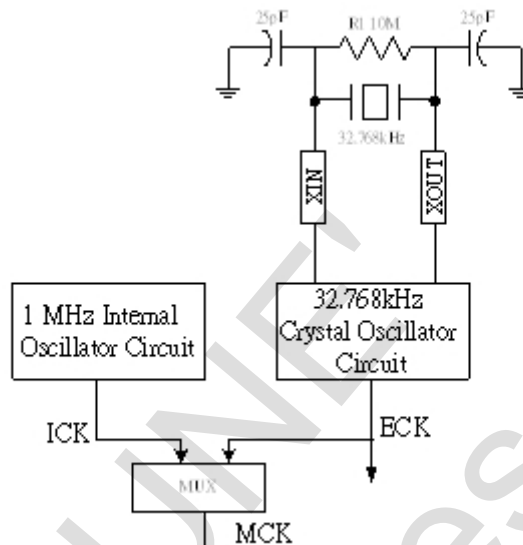 25pF R1 10M 25pF
32.768kHz
XIN XOUT
1 MHz Internal
Oscillator Circuit
32.768kHz
Crystal Oscillator
Circuit
ICK ECK
MUX
MCK